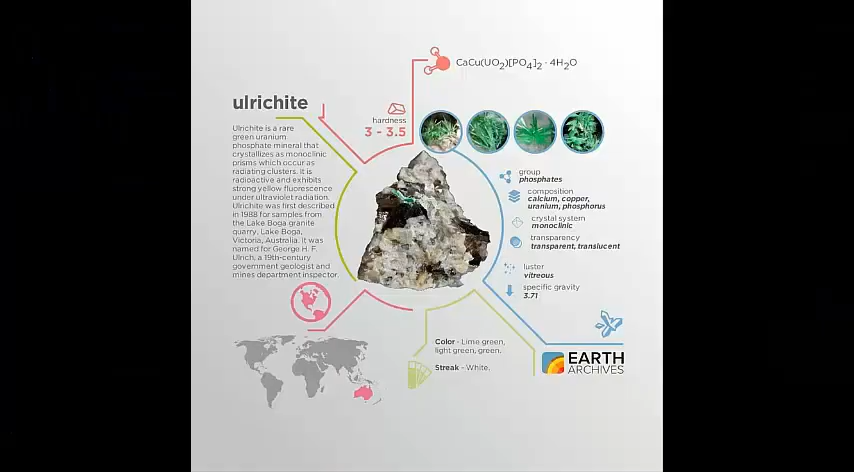 CaCu(UO2)[PO4]2 · 4H2O
ulrichite
hardness
3 - 3.5
Ulrichite is a rare
green uranium
phosphate mineral that
crystallizes as monoclinic
prisms which occur as
radiating clusters. It is
radioactive and exhibits
strong yellow fluorescence
under ultraviolet radiation.
Ulrichite was first described
in 1988 for samples from
the Lake Boga granite
quarry, Lake Boga,
Victoria, Australia. It was
named for George H. F.
Ulrich, a 19th-century
government geologist and
mines department inspector.
group
phosphates
composition
calcium, copper,
uranium, phosphorus
crystal system
monoclinic
transparency
transparent, translucent
luster
vitreous
specific gravity
3.71
Color - Lime green,
light green, green.
Streak - White.
EARTH
ARCHIVES